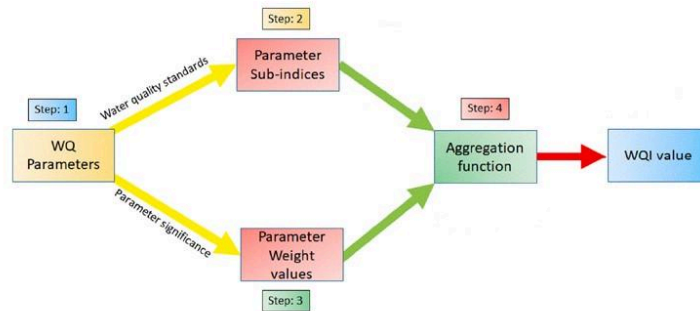 Step: 1
WQ
Parameters
Water quality standards
Parameter significance
Step: 2
Parameter
Sub-indices
Parameter
Weight
values
Step: 3
Step: 4
Aggregation
function
WQI value